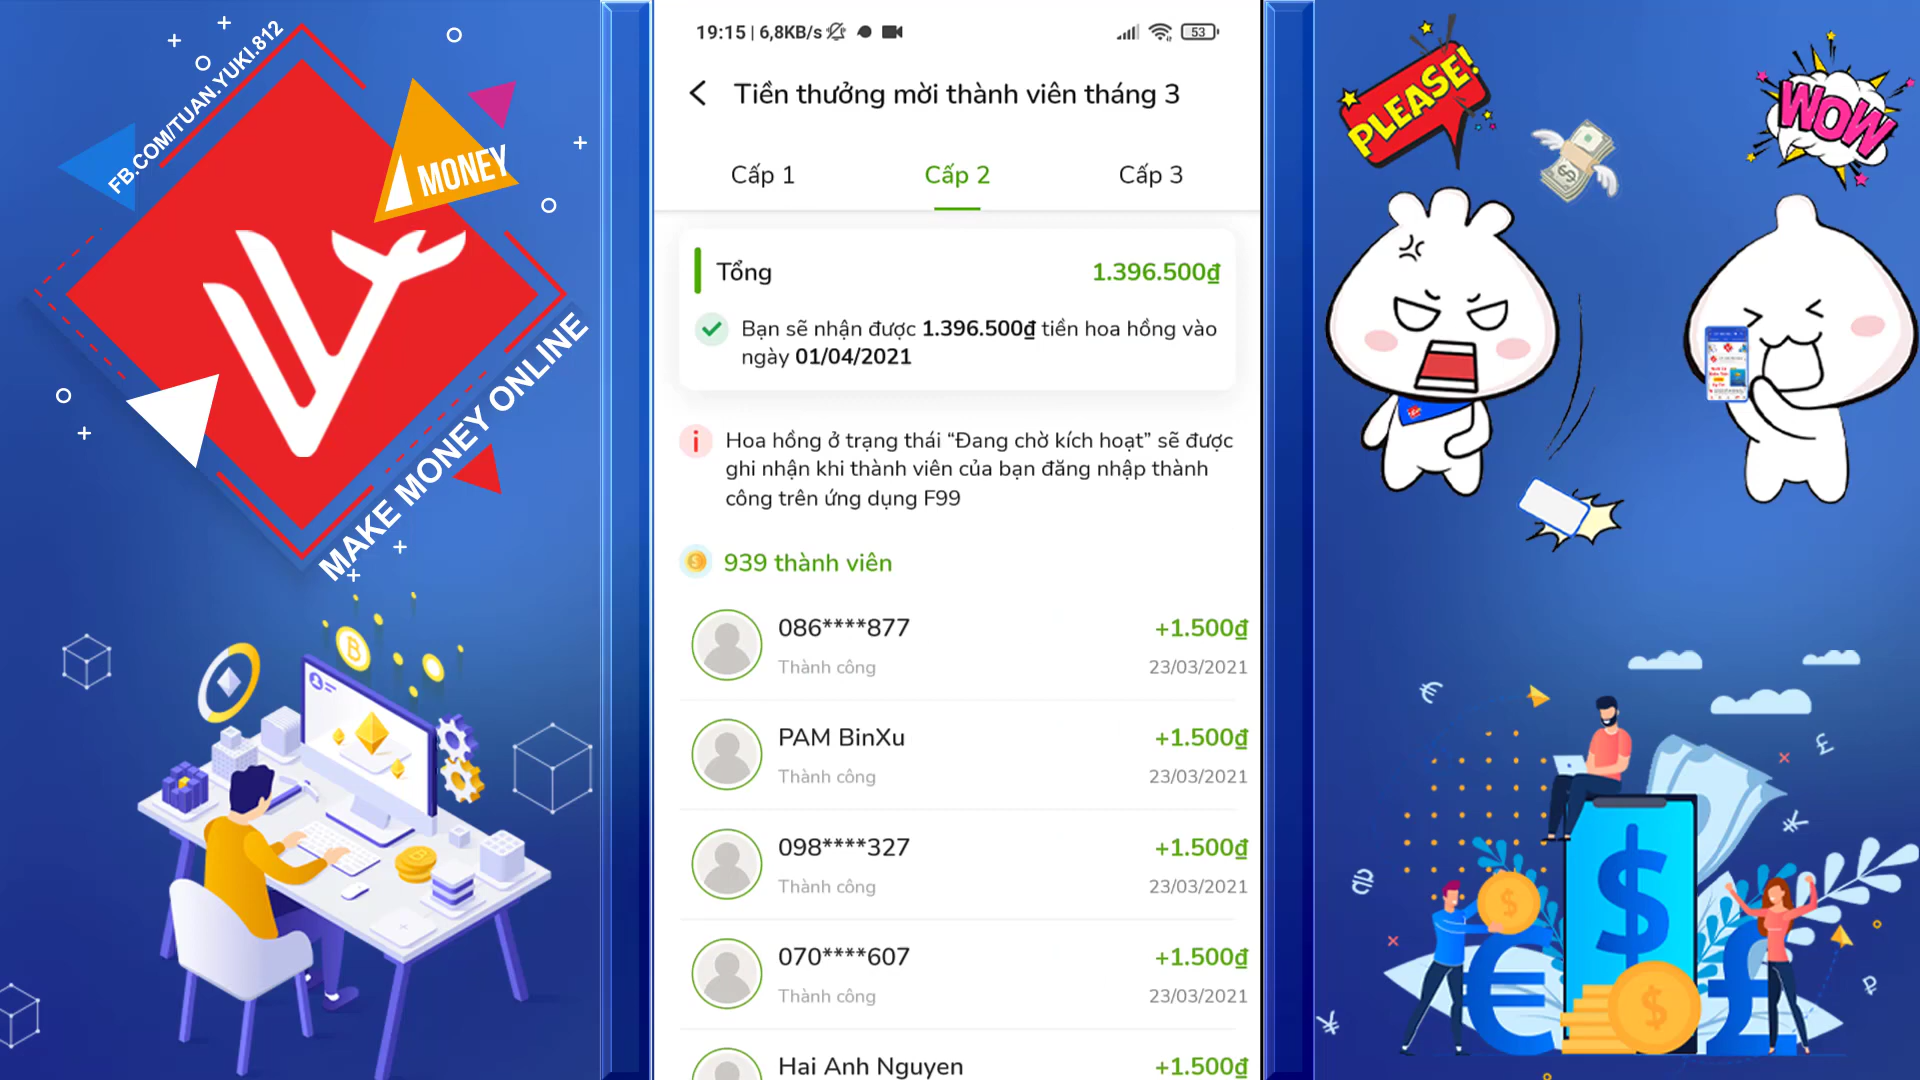 FB.COM/TUAN.YUKI.812
MONEY
MAKE MONEY ONLINE
19:15 | 6,8KB/s
53
Tiền thưởng mời thành viên tháng 3
Cấp 1
Cấp 2
Cấp 3
Tổng
1.396.500₫
Bạn sẽ nhận được 1.396.500₫ tiền hoa hồng vào
ngày 01/04/2021
Hoa hồng ở trạng thái “Đang chờ kích hoạt” sẽ được
ghi nhận khi thành viên của bạn đăng nhập thành
công trên ứng dụng F99
939 thành viên
086****877
+1.500₫
Thành công
23/03/2021
PAM BinXu
+1.500₫
Thành công
23/03/2021
098****327
+1.500₫
Thành công
23/03/2021
070****607
+1.500₫
Thành công
23/03/2021
Hai Anh Nguyen
+1.500₫
PLEASE!
WOW